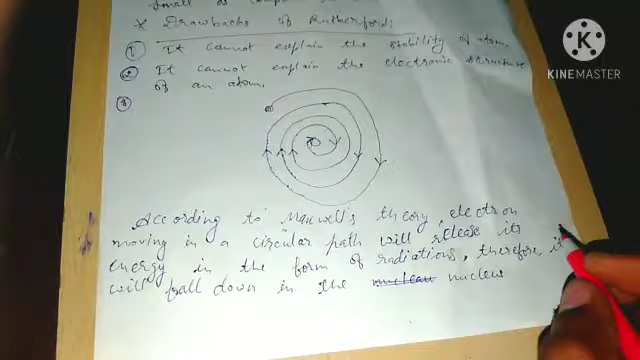 small as compared to
* Drawbacks of Rutherford:
① It cannot explain the stability of atom.
② It cannot explain the electronic structure
of an atom.
③
According to Maxwell's theory, electron
moving in a circular path will release its
energy in the form of radiations, therefore, it
will fall down in the nucleus
K
KINEMASTER